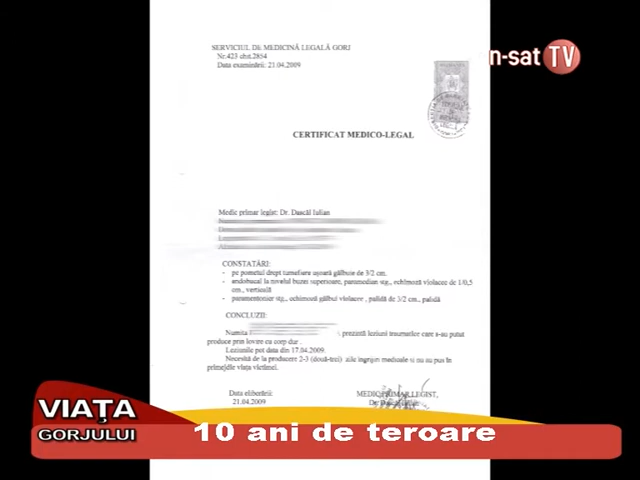 SERVICIUL DE MEDICINĂ LEGALĂ GORJ
Nr.423 chit.2854
Data examinării: 21.04.2009
n-sat TV
CERTIFICAT MEDICO-LEGAL
Medic primar legist: Dr. Dascăl Iulian
CONSTATĂRI:
- pe pometul drept tumefiere ușoară gălbuie de 3/2 cm.
- endobucal la nivelul buzei superioare, paramedian stg., echimoză violacee de 1/0,5
cm., verticală
- paramentonier stg., echimoză gălbui violacee, palidă de 3/2 cm., palidă
CONCLUZII:
Numita , prezintă leziuni traumatice care s-au putut
produce prin lovire cu corp dur .
Leziunile pot data din 17.04.2009.
Necesită de la producere 2-3 (două-trei) zile îngrijiri medicale și nu au pus în
primejdie viața victimei.
Data eliberării:
21.04.2009
MEDIC PRIMAR LEGIST,
VIAŢA
GORJULUI
10 ani de teroare